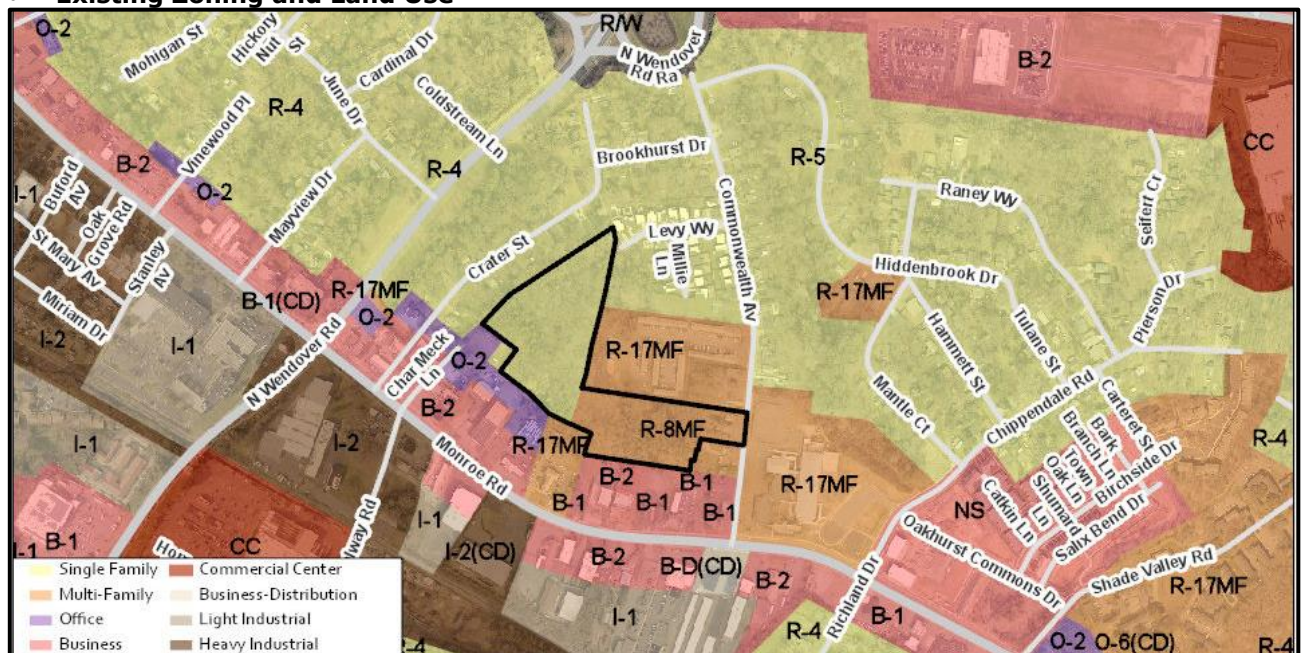 Existing Zoning and Land Use
O-2
Mohigan St
Hickory
Nut
St
Cardinal Dr
June Dr
Coldstream Ln
R/W
N Wendover
Rd Ra
B-2
R-4
Vinewood Pl
B-2
O-2
R-4
Brookhurst Dr
R-5
CC
Buford
Av
I-1
Oak
Grove Rd
St Mary Av
Stanley
Av
Mayview Dr
Miriam Dr
Crater St
Levy Wy
Millie
Ln
Commonwealth Av
Raney Wy
Seifert Cr
Hiddenbrook Dr
Pierson Dr
R-17MF
B-1(CD)
R-17MF
O-2
I-2
I-1
N Wendover Rd
Char Meck
Ln
O-2
R-17MF
Hammett St
Tulane St
Mantle Ct
Chippendale Rd
Carteret St
Bark
Branch Ln
Town
Oak Ln
Shumard
Ln
Birchside Dr
R-4
B-2
Monroe Rd
R-17MF
R-8MF
I-1
I-2
B-2
B-1
B-1
B-1
B-1
R-17MF
NS
Catkin Ln
Salix Bend Dr
Oakhurst Commons Dr
Shade Valley Rd
R-17MF
I-1
B-1
CC
lway Rd
I-1
I-2(CD)
B-2
B-D(CD)
B-2
I-1
Richland Dr
B-1
R-4
O-2
O-6(CD)
R-4
R-4
Single Family
Commercial Center
Multi-Family
Business-Distribution
Office
Light Industrial
Business
Heavy Industrial